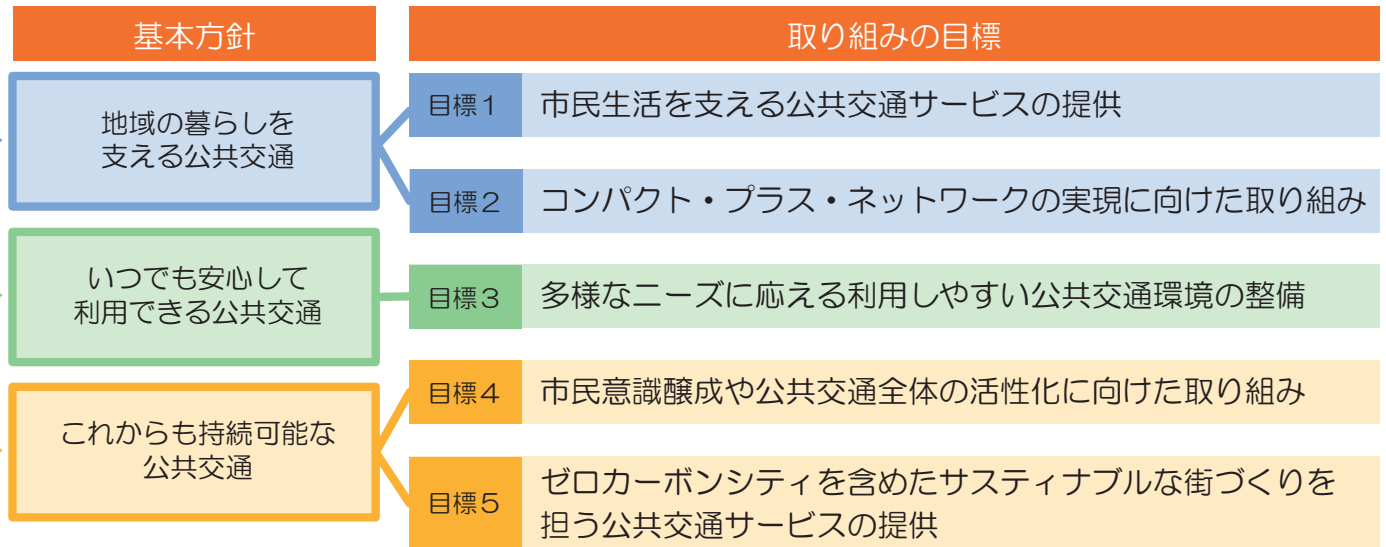 基本方針
取り組みの目標
地域の暮らしを
支える公共交通
目標1
市民生活を支える公共交通サービスの提供
目標2
コンパクト・プラス・ネットワークの実現に向けた取り組み
いつでも安心して
利用できる公共交通
目標3
多様なニーズに応える利用しやすい公共交通環境の整備
これからも持続可能な
公共交通
目標4
市民意識醸成や公共交通全体の活性化に向けた取り組み
目標5
ゼロカーボンシティを含めたサスティナブルな街づくりを
担う公共交通サービスの提供